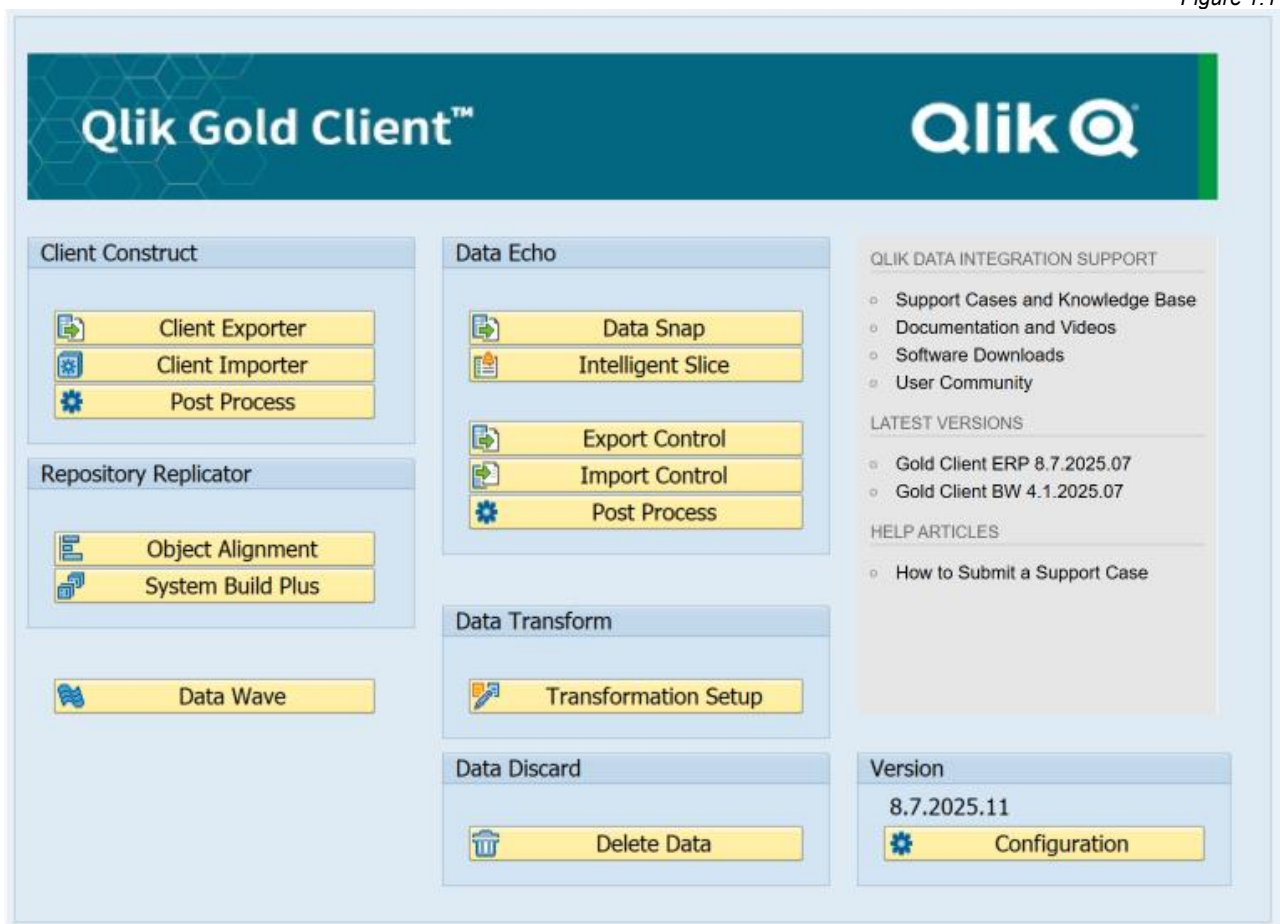 Figure 1.1
Qlik Gold Client™
Qlik
Client Construct
Client Exporter
Client Importer
Post Process
Repository Replicator
Object Alignment
System Build Plus
Data Wave
Data Echo
Data Snap
Intelligent Slice
Export Control
Import Control
Post Process
Data Transform
Transformation Setup
Data Discard
Delete Data
QLIK DATA INTEGRATION SUPPORT
Support Cases and Knowledge Base
Documentation and Videos
Software Downloads
User Community
LATEST VERSIONS
Gold Client ERP 8.7.2025.07
Gold Client BW 4.1.2025.07
HELP ARTICLES
How to Submit a Support Case
Version
8.7.2025.11
Configuration